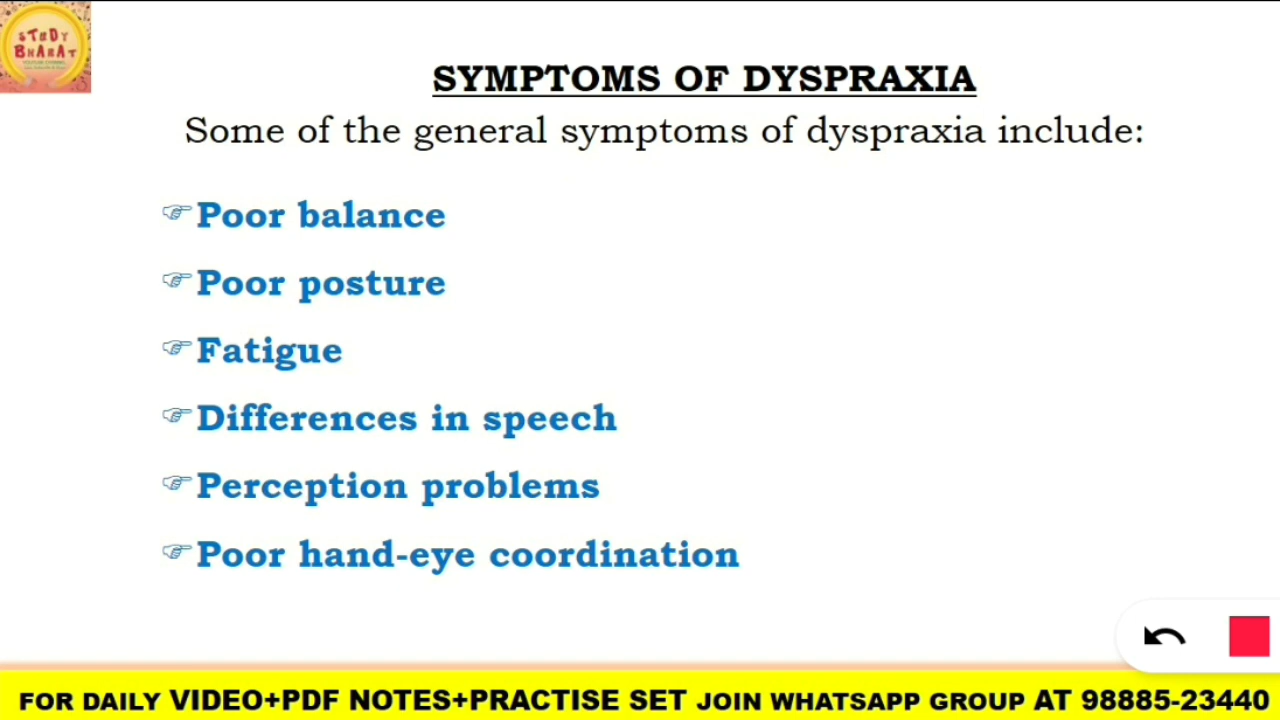 STUDY
BHARAT
SYMPTOMS OF DYSPRAXIA
Some of the general symptoms of dyspraxia include:
Poor balance
Poor posture
Fatigue
Differences in speech
Perception problems
Poor hand-eye coordination
FOR DAILY VIDEO+PDF NOTES+PRACTISE SET JOIN WHATSAPP GROUP AT 98885-23440